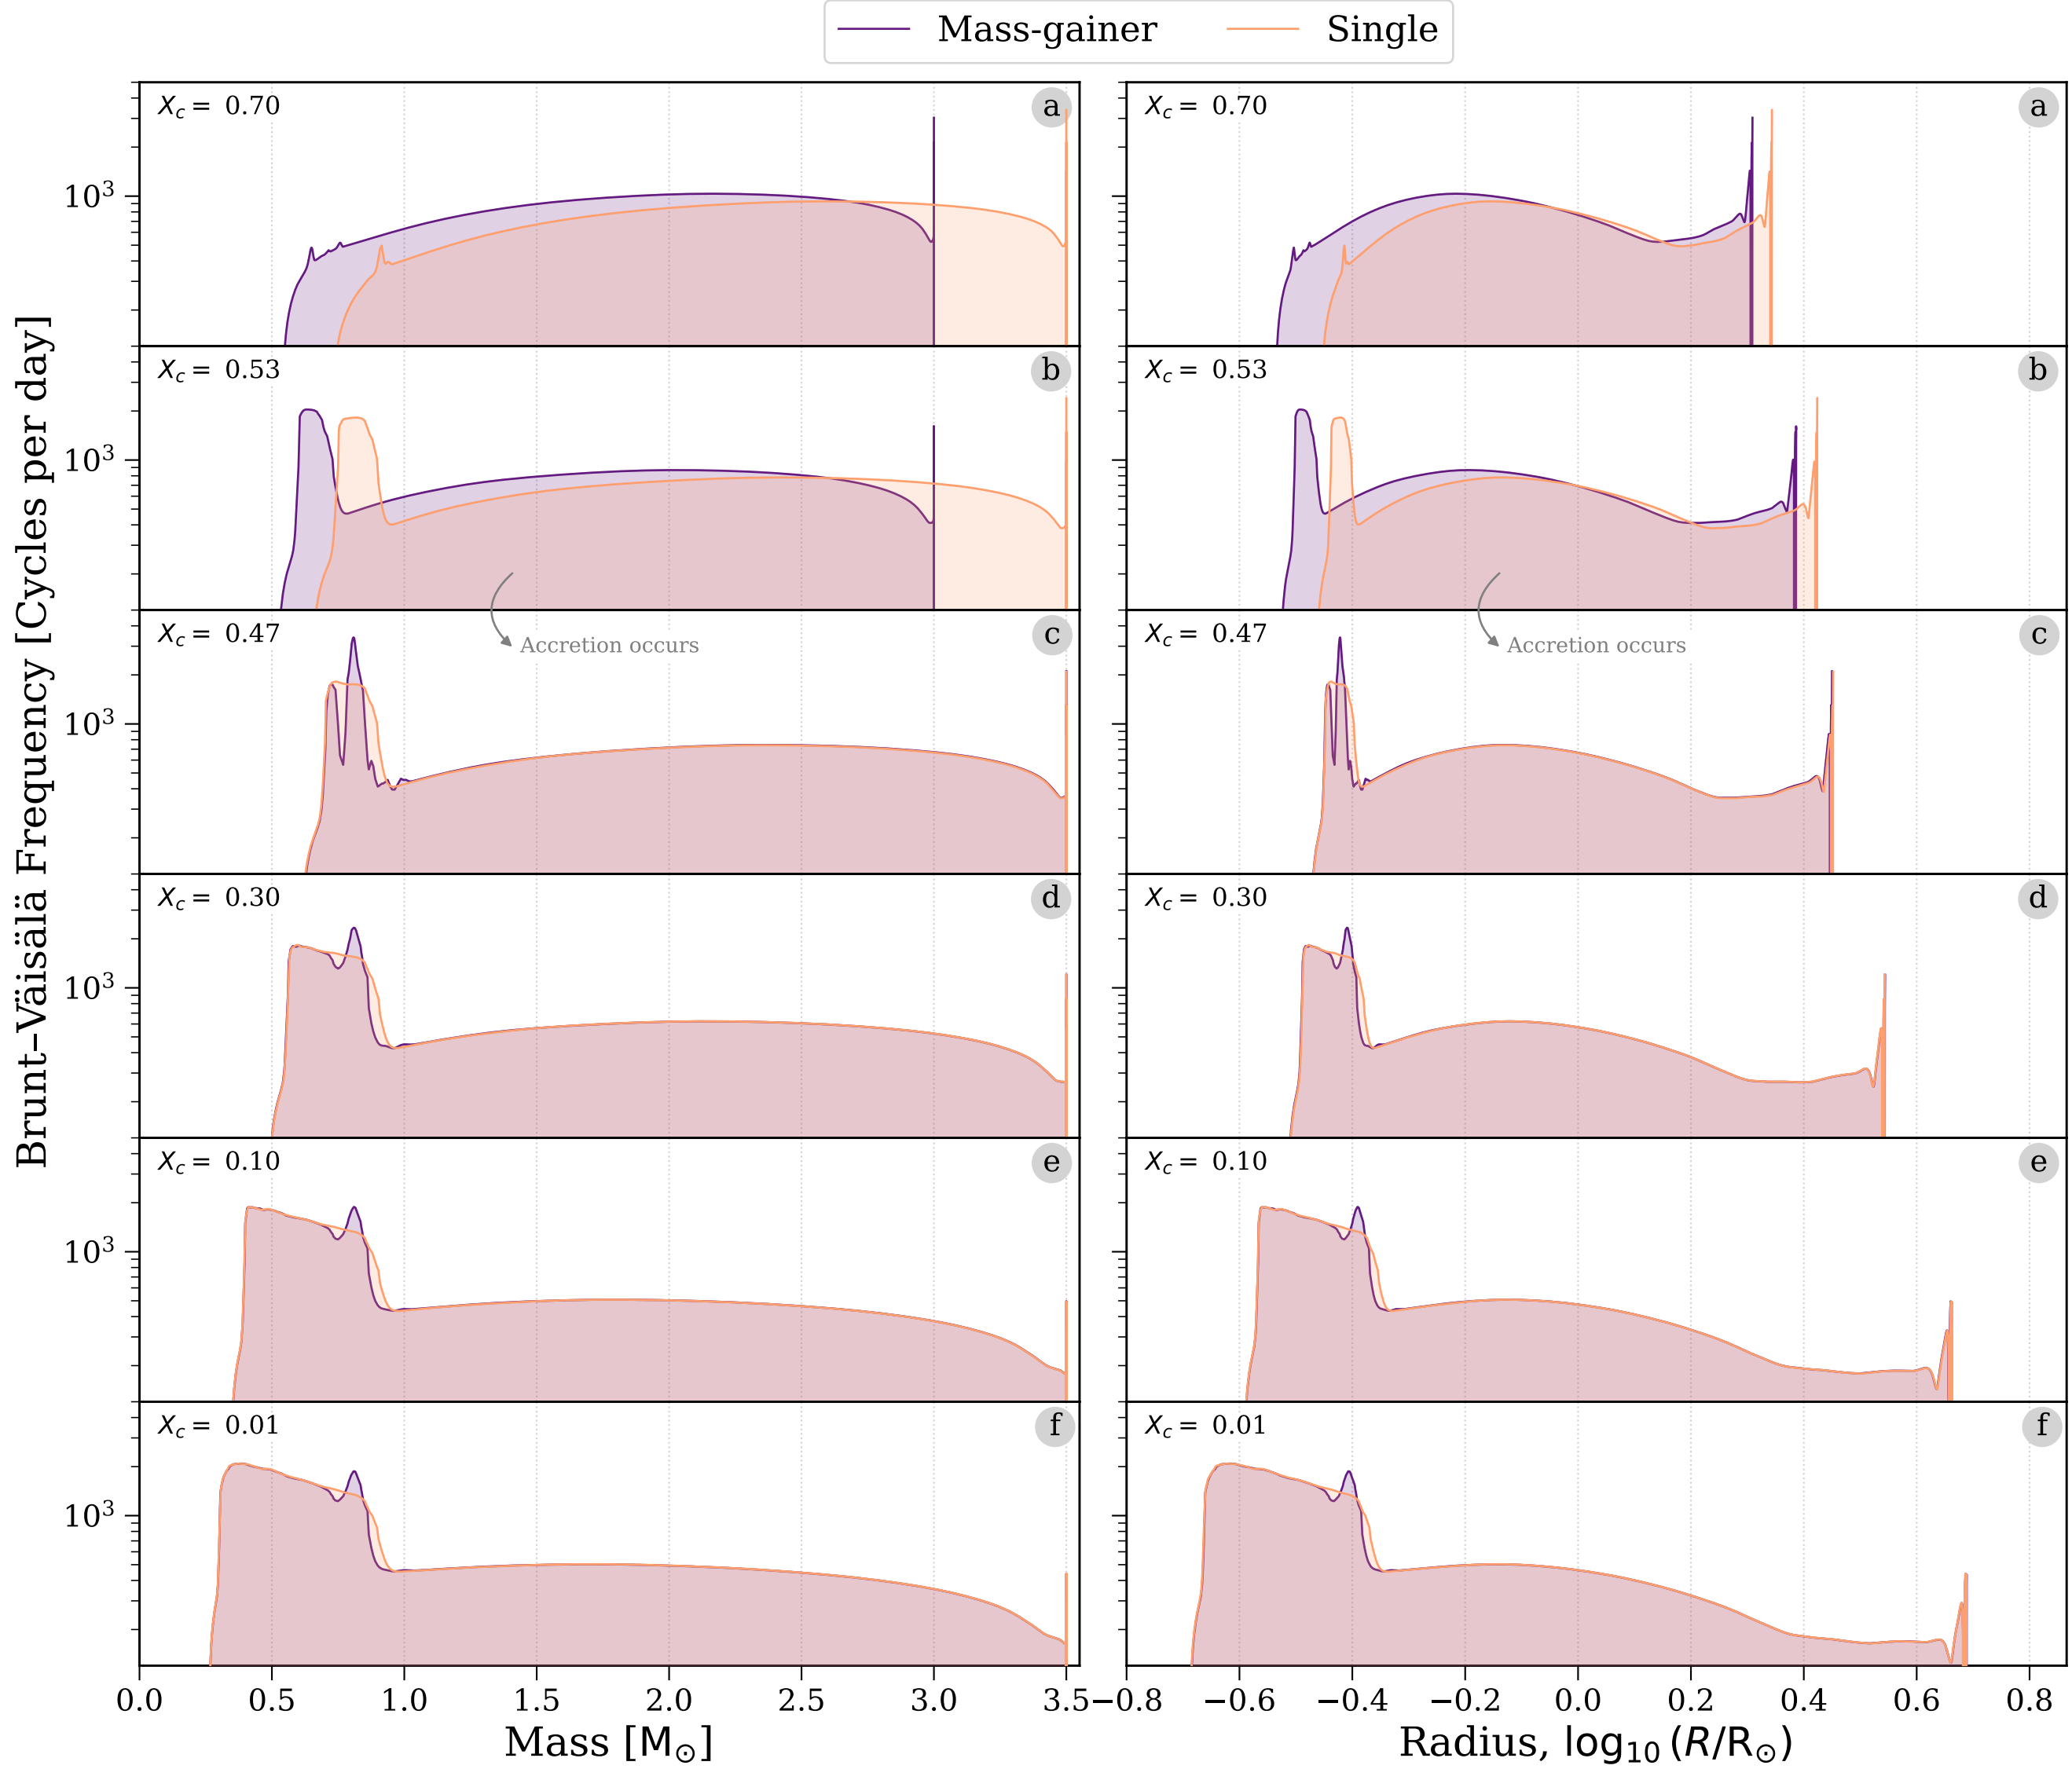 Mass-gainer Single
X_c = 0.70 a
X_c = 0.70 a
10^3
X_c = 0.53 b
X_c = 0.53 b
10^3
X_c = 0.47 c
X_c = 0.47 c
Accretion occurs
Accretion occurs
10^3
X_c = 0.30 d
X_c = 0.30 d
10^3
X_c = 0.10 e
X_c = 0.10 e
10^3
X_c = 0.01 f
X_c = 0.01 f
10^3
Brunt–Väisälä Frequency [Cycles per day]
0.0 0.5 1.0 1.5 2.0 2.5 3.0 3.5
−0.8 −0.6 −0.4 −0.2 0.0 0.2 0.4 0.6 0.8
Mass [M_⊙]
Radius, log_10 (R/R_⊙)